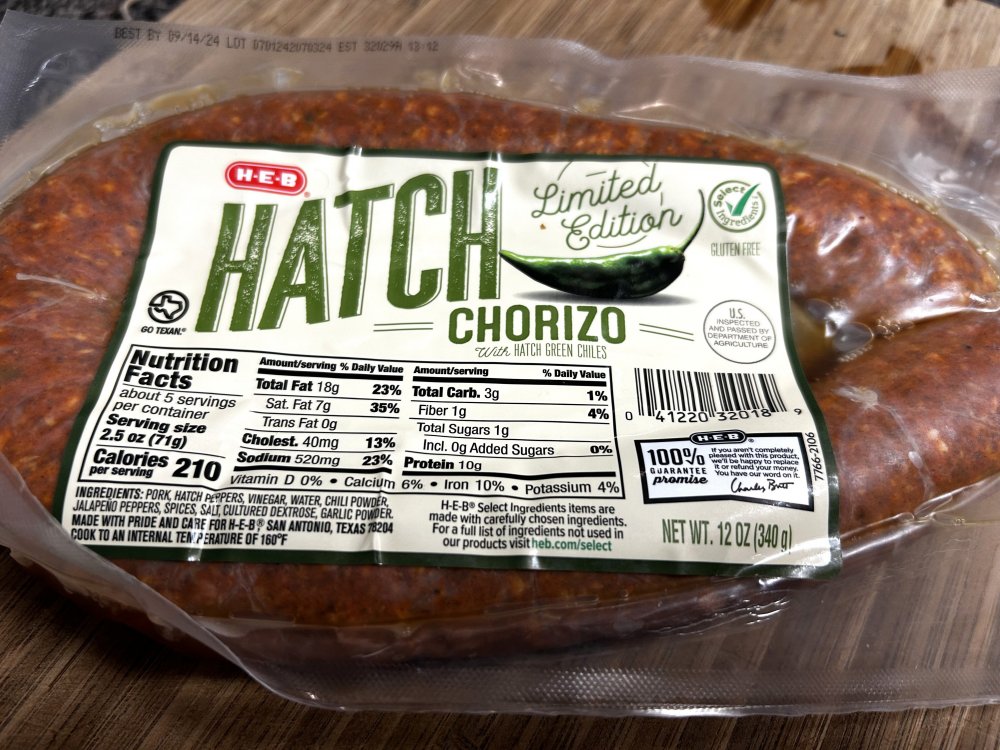 BEST BY 09/14/24 LOT 0701242070324 EST 32029A 13 12
H-E-B®
HATCH
Limited
Edition
CHORIZO
With HATCH GREEN CHILES
GO TEXAN.®
Select
Ingredients
GLUTEN FREE
U.S.
INSPECTED
AND PASSED BY
DEPARTMENT OF
AGRICULTURE
Nutrition
Facts
about 5 servings
per container
Serving size
2.5 oz (71g)
Calories 210
per serving
Amount/serving % Daily Value
Total Fat 18g 23%
Sat. Fat 7g 35%
Trans Fat 0g
Cholest. 40mg 13%
Sodium 520mg 23%
Amount/serving % Daily Value
Total Carb. 3g 1%
Fiber 1g 4%
Total Sugars 1g
Incl. 0g Added Sugars 0%
Protein 10g
Vitamin D 0% • Calcium 6% • Iron 10% • Potassium 4%
INGREDIENTS: PORK, HATCH PEPPERS, VINEGAR, WATER, CHILI POWDER,
JALAPEÑO PEPPERS, SPICES, SALT, CULTURED DEXTROSE, GARLIC POWDER.
MADE WITH PRIDE AND CARE FOR H-E-B® SAN ANTONIO, TEXAS 78204
COOK TO AN INTERNAL TEMPERATURE OF 160°F
H-E-B® Select Ingredients items are
made with carefully chosen ingredients.
For a full list of ingredients not used in
our products visit heb.com/select
0 41220 32018 9
H-E-B
100%
GUARANTEE
promise
If you aren't completely
pleased with this product,
we'll be happy to replace
it or refund your money.
You have our word on it.
Charles Butt
7766-2106
NET WT. 12 OZ (340 g)